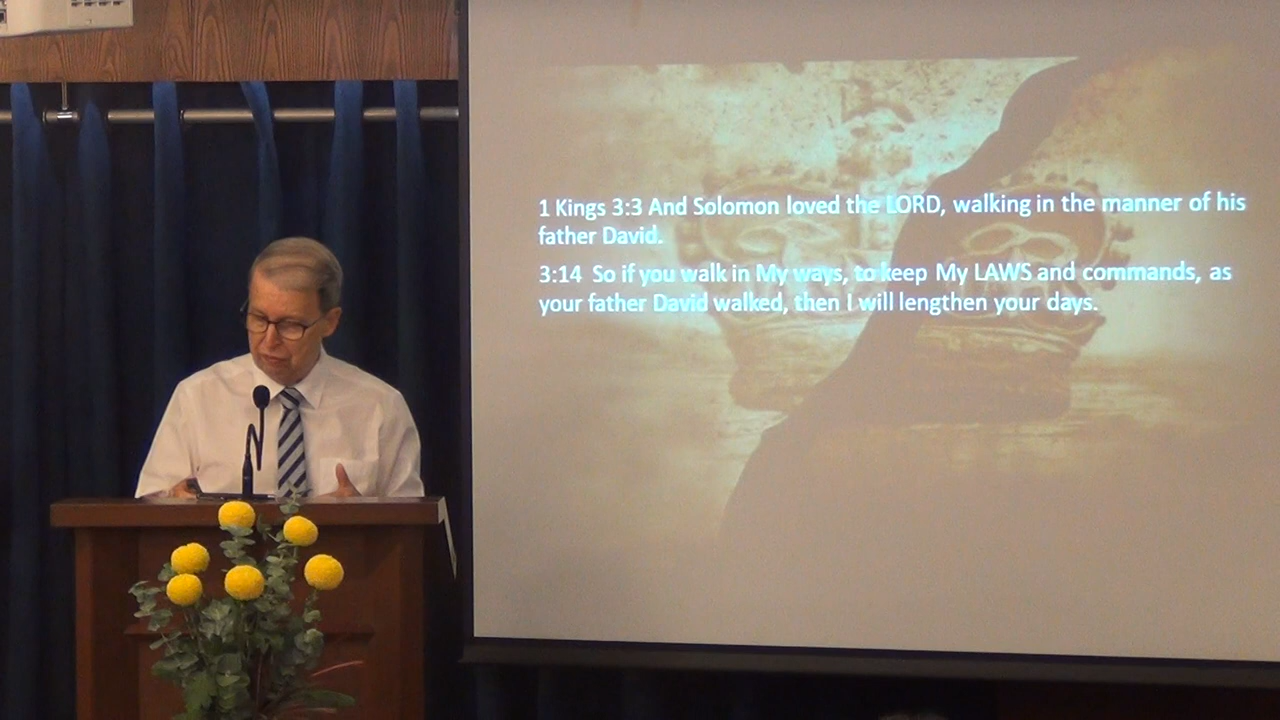 1 Kings 3:3 And Solomon loved the LORD, walking in the manner of his
father David.
3:14 So if you walk in My ways, to keep My LAWS and commands, as
your father David walked, then I will lengthen your days.